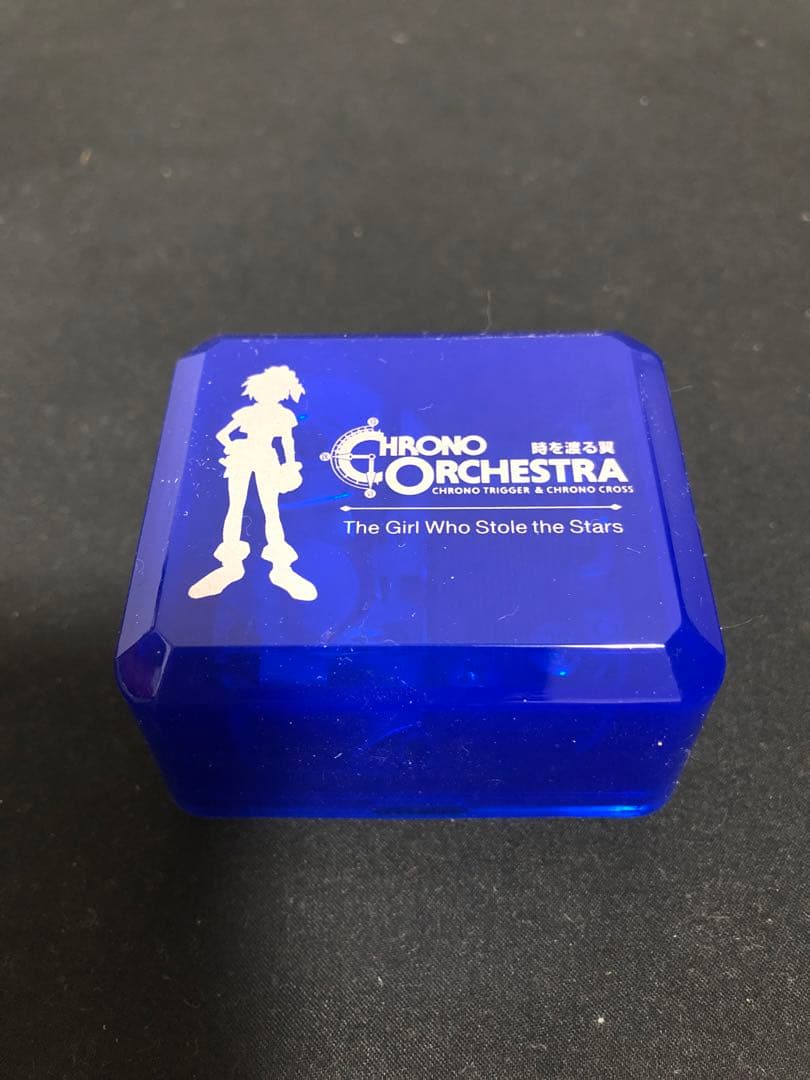 CHRONO 時を渡る翼
ORCHESTRA
CHRONO TRIGGER & CHRONO CROSS
The Girl Who Stole the Stars